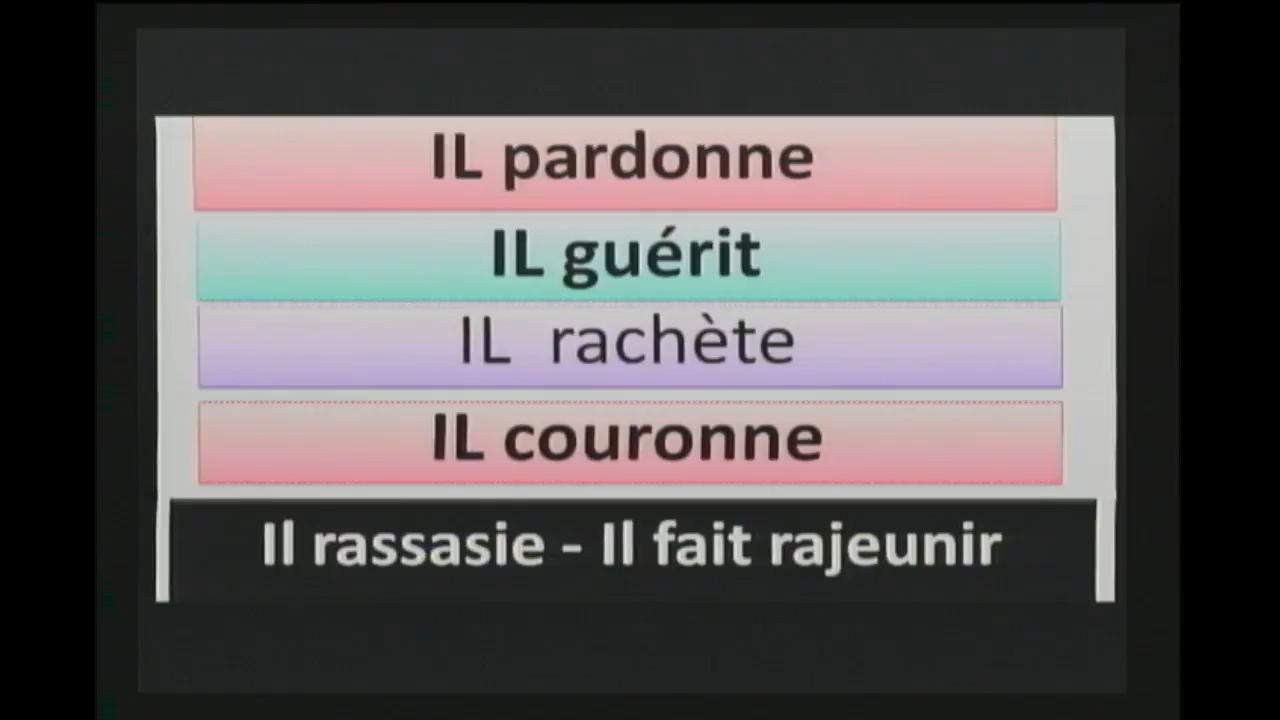 IL pardonne
IL guérit
IL rachète
IL couronne
Il rassasie - Il fait rajeunir